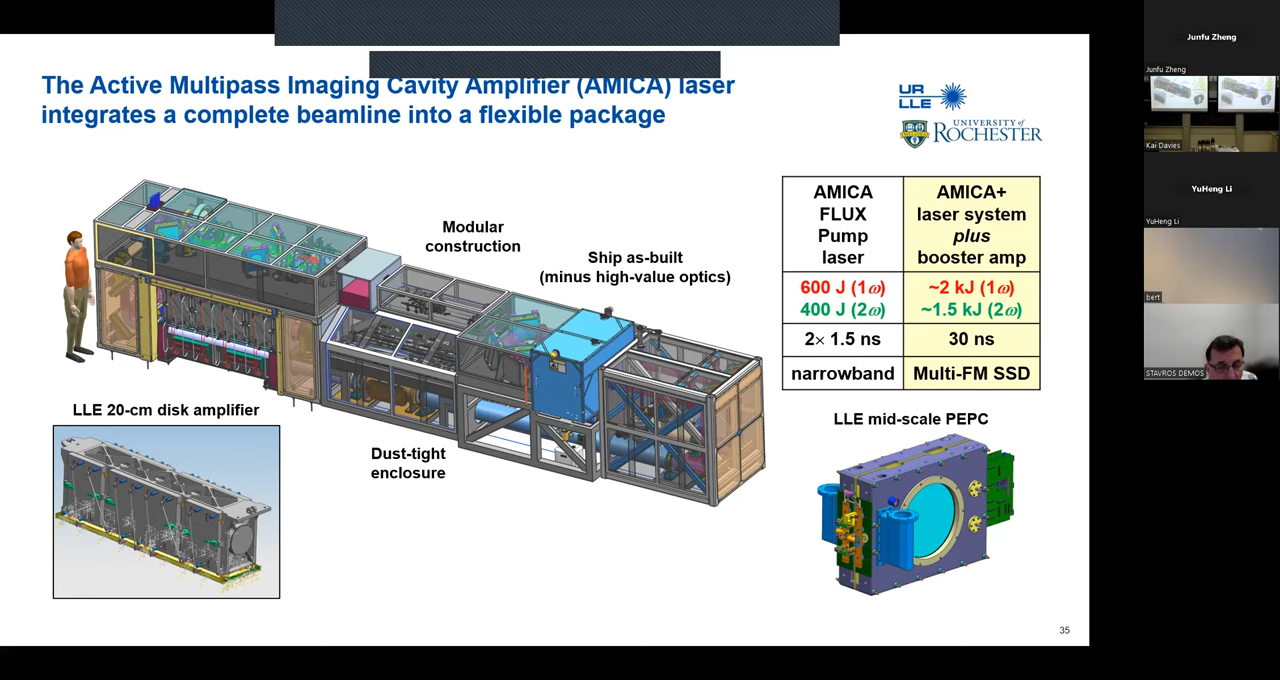 The Active Multipass Imaging Cavity Amplifier (AMICA) laser
integrates a complete beamline into a flexible package
UR
LLE
UNIVERSITY of
ROCHESTER
Modular
construction
Ship as-built
(minus high-value optics)
LLE 20-cm disk amplifier
Dust-tight
enclosure
AMICA
FLUX
Pump
laser
AMICA+
laser system
plus
booster amp
600 J (1ω)
400 J (2ω)
~2 kJ (1ω)
~1.5 kJ (2ω)
2× 1.5 ns
30 ns
narrowband
Multi-FM SSD
LLE mid-scale PEPC
35
Junfu Zheng
Junfu Zheng
Kai Davies
YuHeng Li
YuHeng Li
bert
STAVROS DEMOS